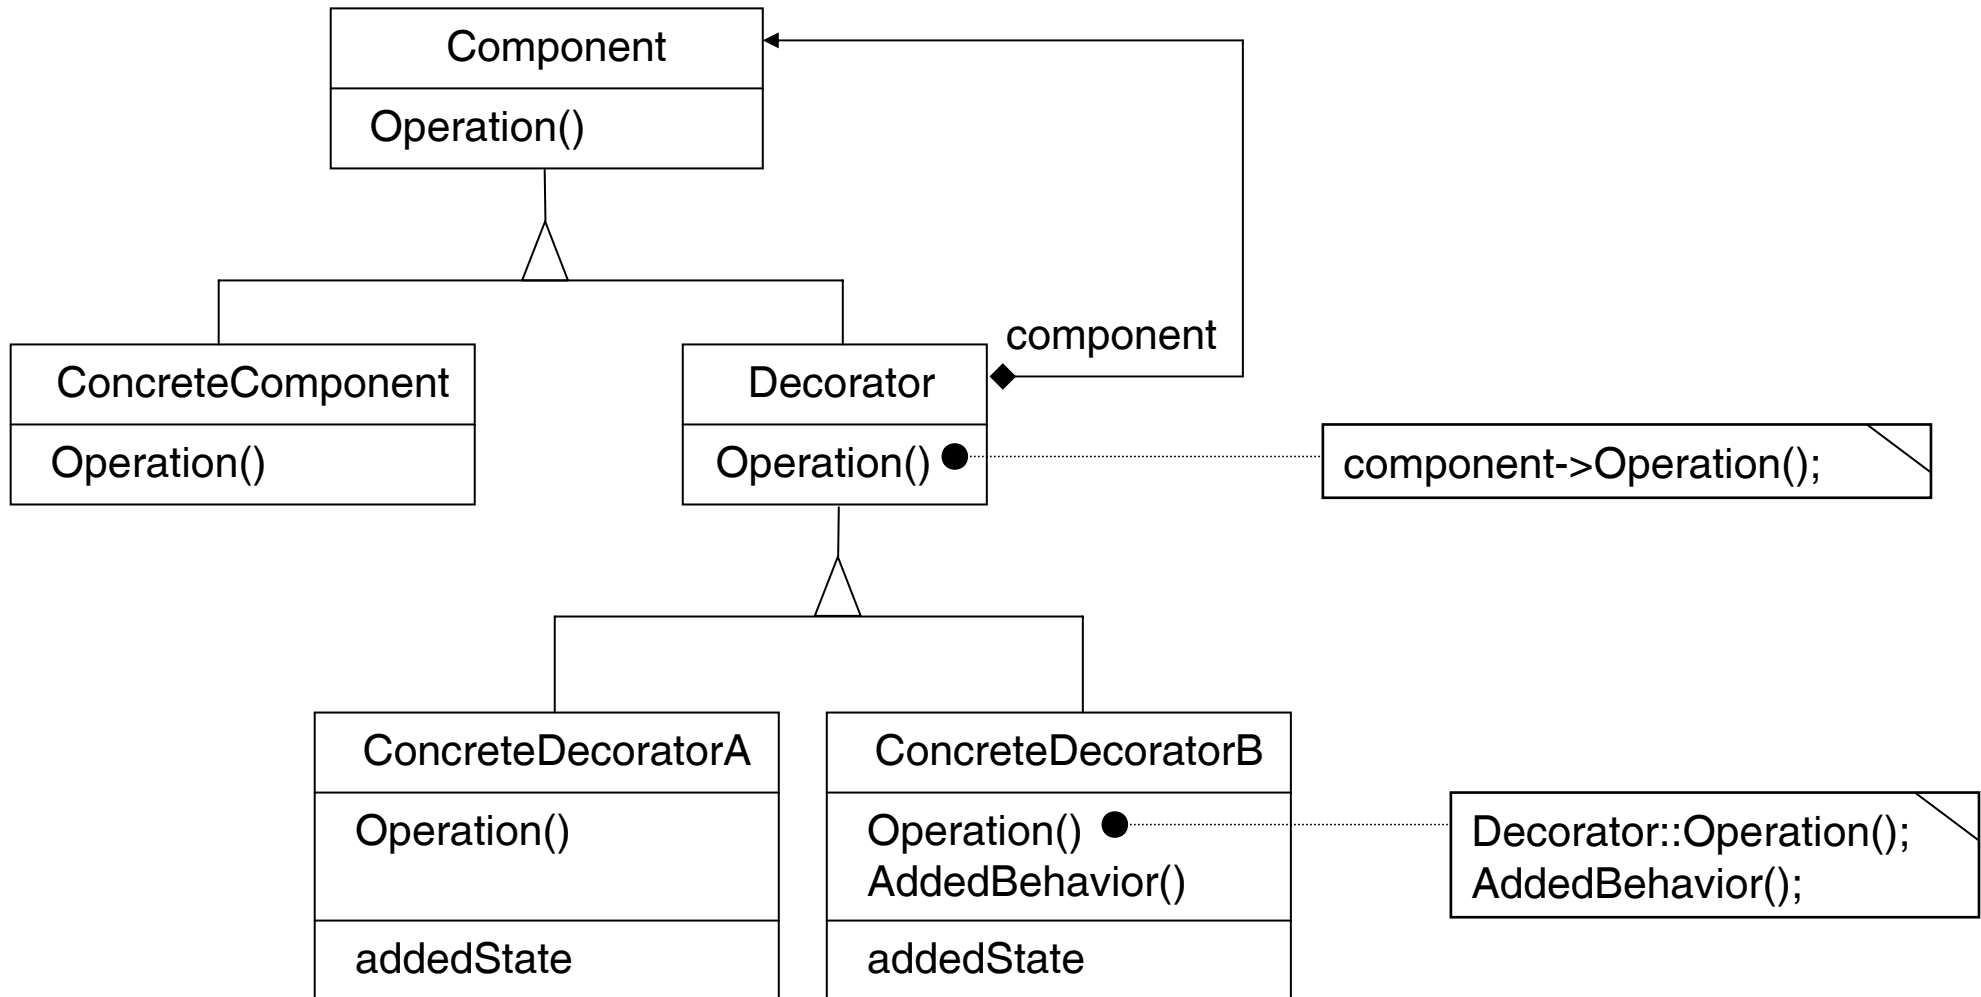 Component
Operation()
component
ConcreteComponent
Decorator
Operation()
Operation()
component->Operation();
ConcreteDecoratorA
ConcreteDecoratorB
Operation()
Operation()
AddedBehavior()
Decorator::Operation();
AddedBehavior();
addedState
addedState